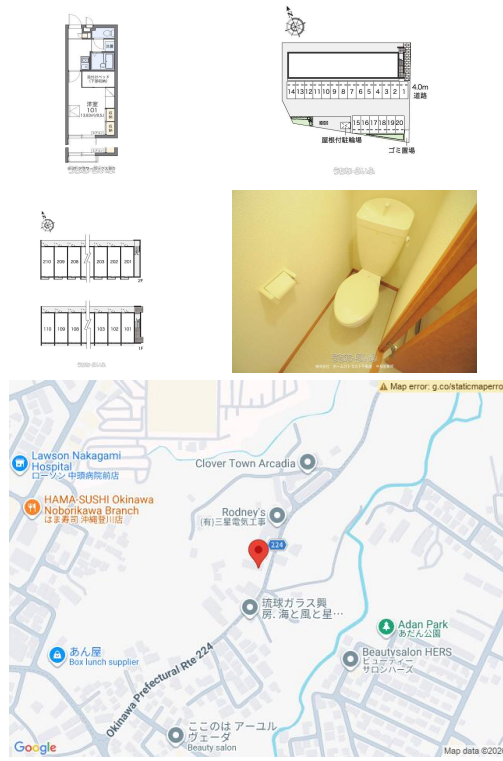 洋室
101
14 13 12 11 10 9 8 7 6 5 4 3 2 1
4.0m
道路
15 16 17 18 19 20
屋根付駐輪場
ゴミ置場
210 209 208 203 202 201
2F
110 109 108 103 102 101
1F
Map error: g.co/staticmaperro
Lawson Nakagami
Hospital
ローソン 中頭病院前店
Clover Town Arcadia
HAMA-SUSHI Okinawa
Noborikawa Branch
はま寿司 沖縄登川店
Rodney's
(有)三星電気工事
224
琉球ガラス興
房. 海と風と星…
Adan Park
あだん公園
あん屋
Box lunch supplier
Beautysalon HERS
ビューティー
サロンハーズ
Okinawa Prefectural Rte 224
ここのは アーユル
ヴェーダ
Beauty salon
Google
Map data ©2026